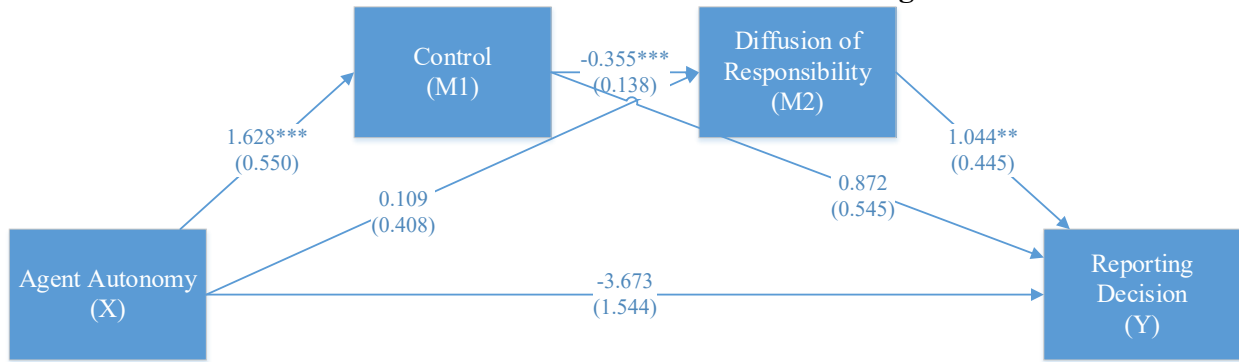 Control
(M1)
Diffusion of
Responsibility
(M2)
-0.355***
(0.138)
1.628***
(0.550)
1.044**
(0.445)
0.109
(0.408)
0.872
(0.545)
Agent Autonomy
(X)
-3.673
(1.544)
Reporting
Decision
(Y)